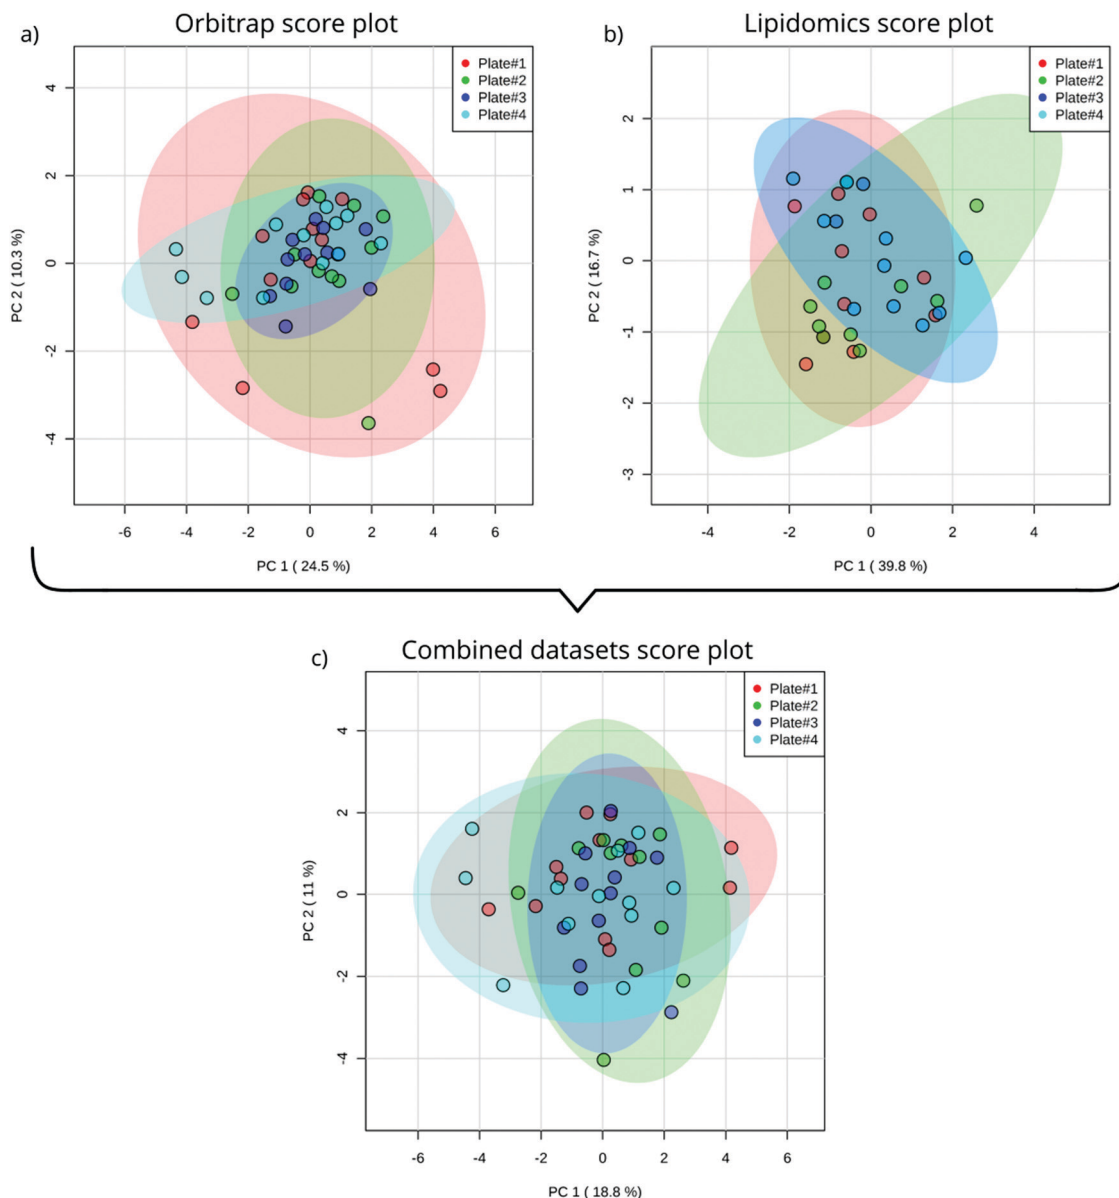 a)
Orbitrap score plot
Plate#1
Plate#2
Plate#3
Plate#4
PC 2 ( 10.3 %)
4
2
0
-2
-4
-6 -4 -2 0 2 4 6
PC 1 ( 24.5 %)
b)
Lipidomics score plot
Plate#1
Plate#2
Plate#3
Plate#4
PC 2 ( 16.7 %)
2
1
0
-1
-2
-3
-4 -2 0 2 4
PC 1 ( 39.8 %)
c)
Combined datasets score plot
Plate#1
Plate#2
Plate#3
Plate#4
PC 2 ( 11 %)
4
2
0
-2
-4
-6 -4 -2 0 2 4 6
PC 1 ( 18.8 %)